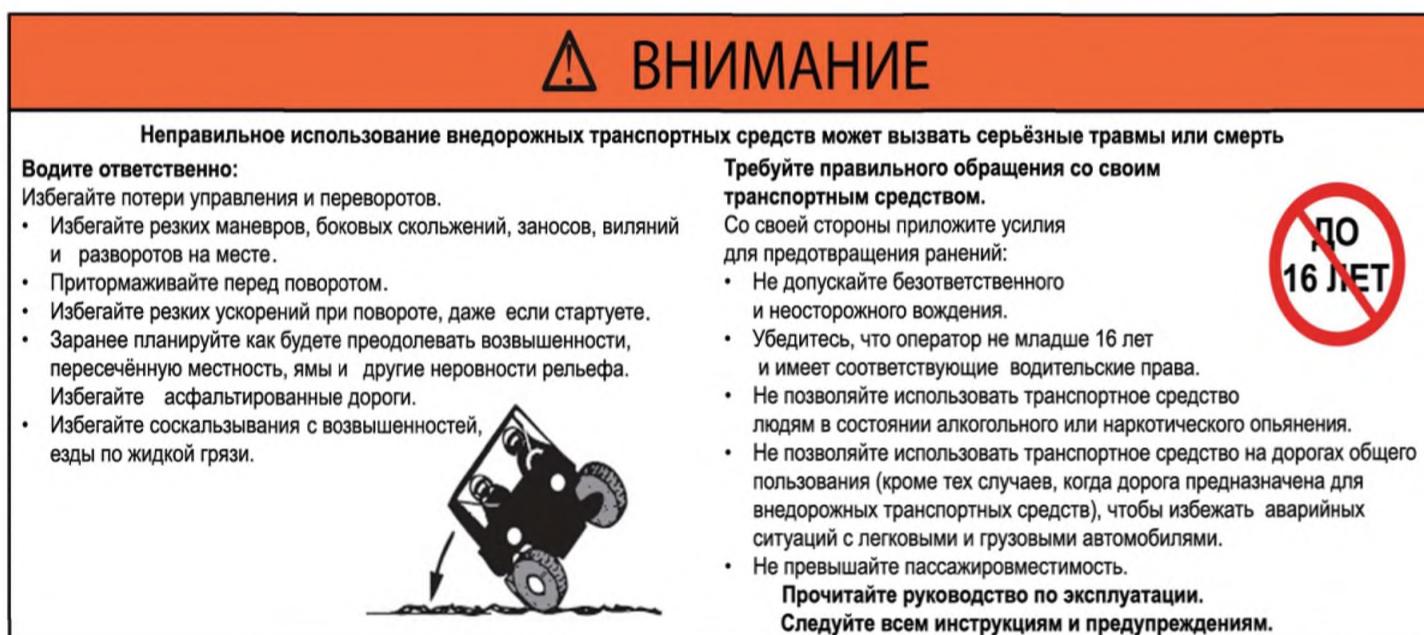 ВНИМАНИЕ
Неправильное использование внедорожных транспортных средств может вызвать серьёзные травмы или смерть
Водите ответственно:
Избегайте потери управления и переворотов.
• Избегайте резких маневров, боковых скольжений, заносов, виляний
и разворотов на месте.
• Притормаживайте перед поворотом.
• Избегайте резких ускорений при повороте, даже если стартуете.
• Заранее планируйте как будете преодолевать возвышенности,
пересечённую местность, ямы и другие неровности рельефа.
Избегайте асфальтированные дороги.
• Избегайте соскальзывания с возвышенностей,
езды по жидкой грязи.
Требуйте правильного обращения со своим
транспортным средством.
Со своей стороны приложите усилия
для предотвращения ранений:
• Не допускайте безответственного
и неосторожного вождения.
• Убедитесь, что оператор не младше 16 лет
и имеет соответствующие водительские права.
• Не позволяйте использовать транспортное средство
людям в состоянии алкогольного или наркотического опьянения.
• Не позволяйте использовать транспортное средство на дорогах общего
пользования (кроме тех случаев, когда дорога предназначена для
внедорожных транспортных средств), чтобы избежать аварийных
ситуаций с легковыми и грузовыми автомобилями.
• Не превышайте пассажировместимость.
Прочитайте руководство по эксплуатации.
Следуйте всем инструкциям и предупреждениям.
ДО
16 ЛЕТ